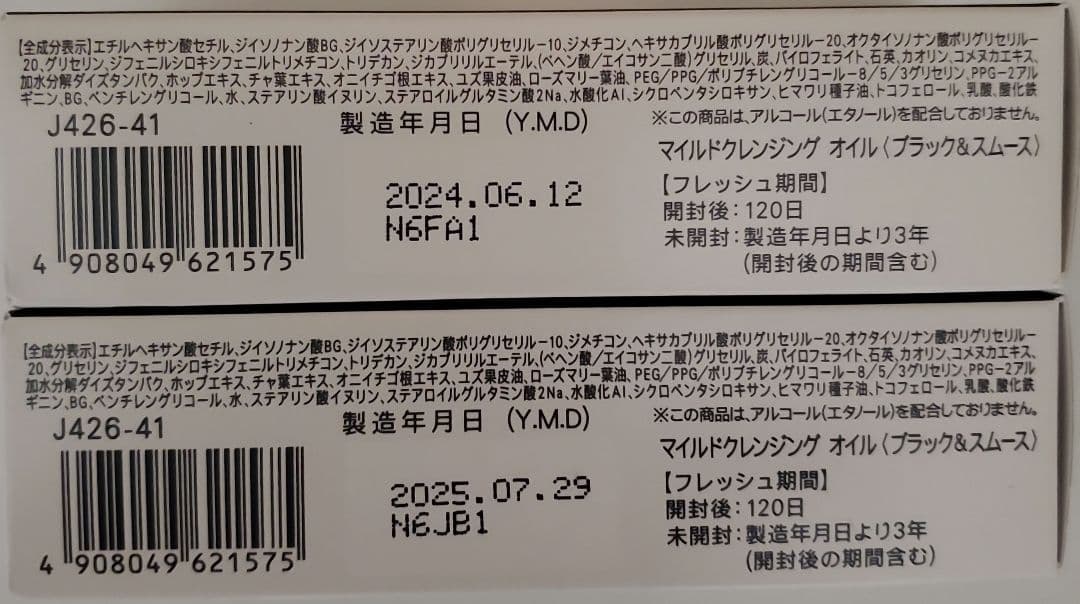 【全成分表示】エチルヘキサン酸セチル、ジイソノナン酸BG、ジイソステアリン酸ポリグリセリル-10、ジメチコン、ヘキサカプリル酸ポリグリセリル-20、オクタイソノナン酸ポリグリセリル-
20、グリセリン、ジフェニルシロキシフェニルトリメチコン、トリデカン、ジカプリリルエーテル、(ベヘン酸/エイコサン二酸)グリセリル、炭、パイロフェライト、石英、カオリン、コメヌカエキス、
加水分解ダイズタンパク、ホップエキス、チャ葉エキス、オニイチゴ根エキス、ユズ果皮油、ローズマリー葉油、PEG/PPG/ポリブチレングリコール-8/5/3グリセリン、PPG-2アル
ギニン、BG、ペンチレングリコール、水、ステアリン酸イヌリン、ステアロイルグルタミン酸2Na、水酸化Al、シクロペンタシロキサン、ヒマワリ種子油、トコフェロール、乳酸、酸化鉄
※この商品は、アルコール(エタノール)を配合しておりません。
J426-41
製造年月日 (Y.M.D)
マイルドクレンジング オイル〈ブラック&スムース〉
2024.06.12
N6FA1
【フレッシュ期間】
開封後:120日
未開封:製造年月日より3年
(開封後の期間含む)
4 908049 621575
【全成分表示】エチルヘキサン酸セチル、ジイソノナン酸BG、ジイソステアリン酸ポリグリセリル-10、ジメチコン、ヘキサカプリル酸ポリグリセリル-20、オクタイソノナン酸ポリグリセリル-
20、グリセリン、ジフェニルシロキシフェニルトリメチコン、トリデカン、ジカプリリルエーテル、(ベヘン酸/エイコサン二酸)グリセリル、炭、パイロフェライト、石英、カオリン、コメヌカエキス、
加水分解ダイズタンパク、ホップエキス、チャ葉エキス、オニイチゴ根エキス、ユズ果皮油、ローズマリー葉油、PEG/PPG/ポリブチレングリコール-8/5/3グリセリン、PPG-2アル
ギニン、BG、ペンチレングリコール、水、ステアリン酸イヌリン、ステアロイルグルタミン酸2Na、水酸化Al、シクロペンタシロキサン、ヒマワリ種子油、トコフェロール、乳酸、酸化鉄
※この商品は、アルコール(エタノール)を配合しておりません。
J426-41
製造年月日 (Y.M.D)
マイルドクレンジング オイル〈ブラック&スムース〉
2025.07.29
N6JB1
【フレッシュ期間】
開封後:120日
未開封:製造年月日より3年
(開封後の期間含む)
4 908049 621575